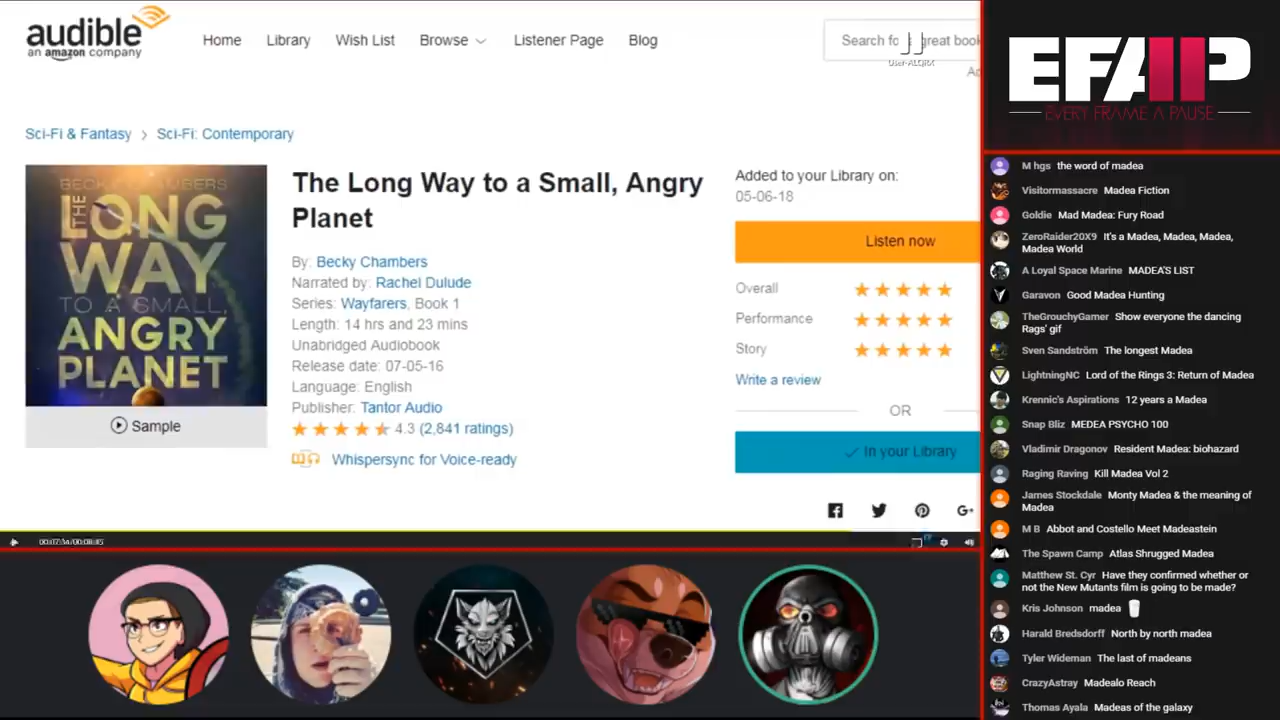 audible
an amazon company
Home
Library
Wish List
Browse
Listener Page
Blog
Search fo
great book
User-ALQRX
Sci-Fi & Fantasy > Sci-Fi: Contemporary
BECKY CHAMBERS
THE
LONG
WAY
TO A SMALL,
ANGRY
PLANET
Sample
The Long Way to a Small, Angry
Planet
By: Becky Chambers
Narrated by: Rachel Dulude
Series: Wayfarers, Book 1
Length: 14 hrs and 23 mins
Unabridged Audiobook
Release date: 07-05-16
Language: English
Publisher: Tantor Audio
4.3 (2,841 ratings)
Whispersync for Voice-ready
Added to your Library on:
05-06-18
Listen now
Overall
Performance
Story
Write a review
OR
In your Library
G+
EFAP
EVERY FRAME A PAUSE
M hgs the word of madea
Visitormassacre Madea Fiction
Goldie Mad Madea: Fury Road
ZeroRaider20X9 It's a Madea, Madea, Madea,
Madea World
A Loyal Space Marine MADEA'S LIST
Garavon Good Madea Hunting
TheGrouchyGamer Show everyone the dancing
Rags' gif
Sven Sandström The longest Madea
LightningNC Lord of the Rings 3: Return of Madea
Krennic's Aspirations 12 years a Madea
Snap Bliz MEDEA PSYCHO 100
Vladimir Dragonov Resident Madea: biohazard
Raging Raving Kill Madea Vol 2
James Stockdale Monty Madea & the meaning of
Madea
M B Abbot and Costello Meet Madeastein
The Spawn Camp Atlas Shrugged Madea
Matthew St. Cyr Have they confirmed whether or
not the New Mutants film is going to be made?
Kris Johnson madea
Harald Bredsdorff North by north madea
Tyler Wideman The last of madeans
CrazyAstray Madealo Reach
Thomas Ayala Madeas of the galaxy